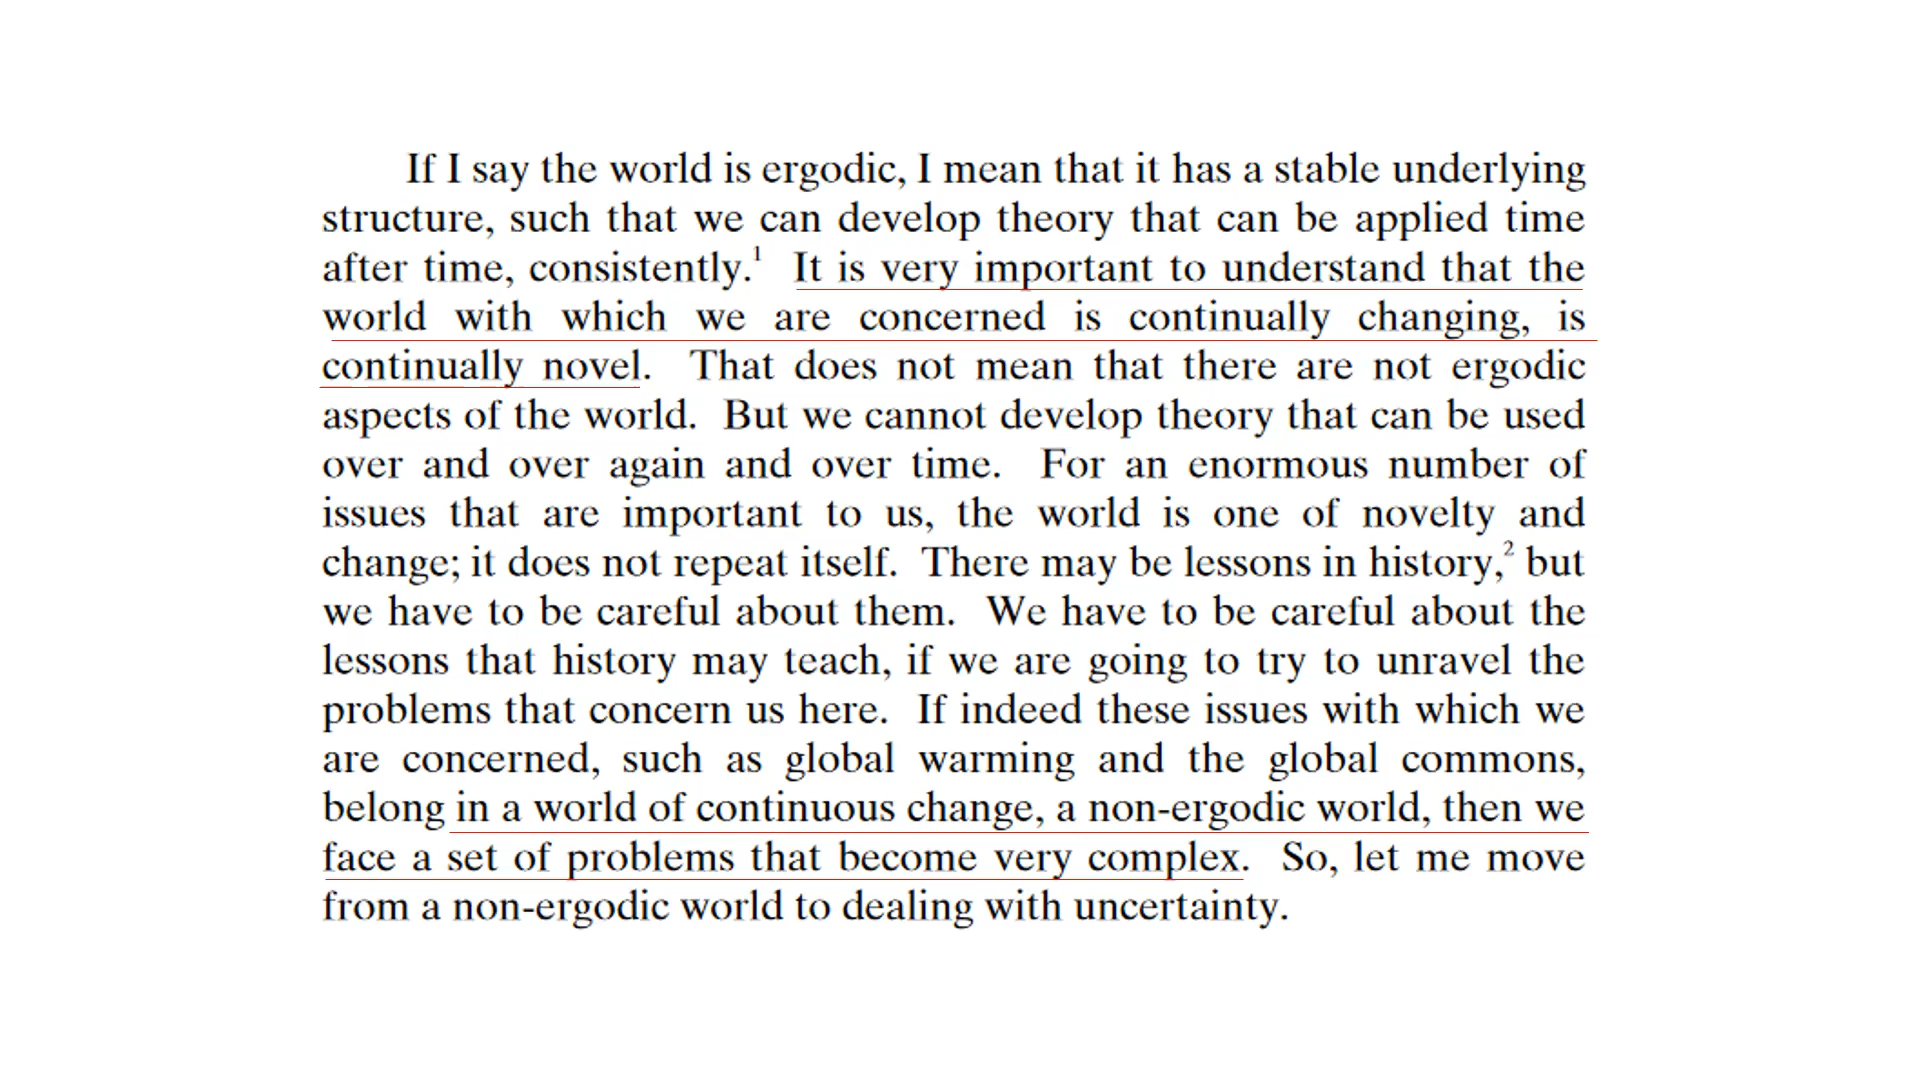 If I say the world is ergodic, I mean that it has a stable underlying
structure, such that we can develop theory that can be applied time
after time, consistently.1 It is very important to understand that the
world with which we are concerned is continually changing, is
continually novel. That does not mean that there are not ergodic
aspects of the world. But we cannot develop theory that can be used
over and over again and over time. For an enormous number of
issues that are important to us, the world is one of novelty and
change; it does not repeat itself. There may be lessons in history,2 but
we have to be careful about them. We have to be careful about the
lessons that history may teach, if we are going to try to unravel the
problems that concern us here. If indeed these issues with which we
are concerned, such as global warming and the global commons,
belong in a world of continuous change, a non-ergodic world, then we
face a set of problems that become very complex. So, let me move
from a non-ergodic world to dealing with uncertainty.